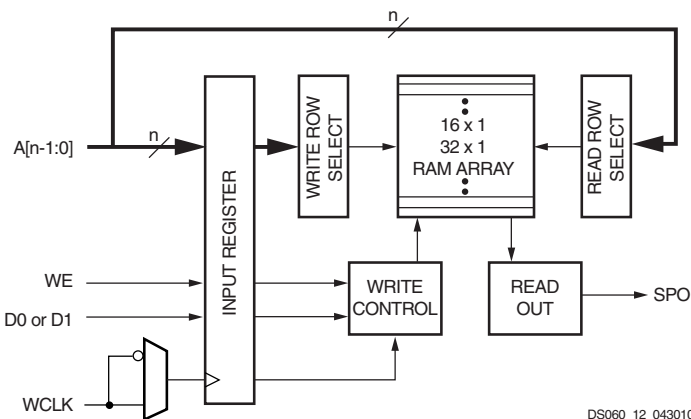 n
A[n-1:0]
n
INPUT REGISTER
WRITE ROW
SELECT
16 x 1
32 x 1
RAM ARRAY
READ ROW
SELECT
WE
D0 or D1
WRITE
CONTROL
READ
OUT
SPO
WCLK
DS060_12_043010